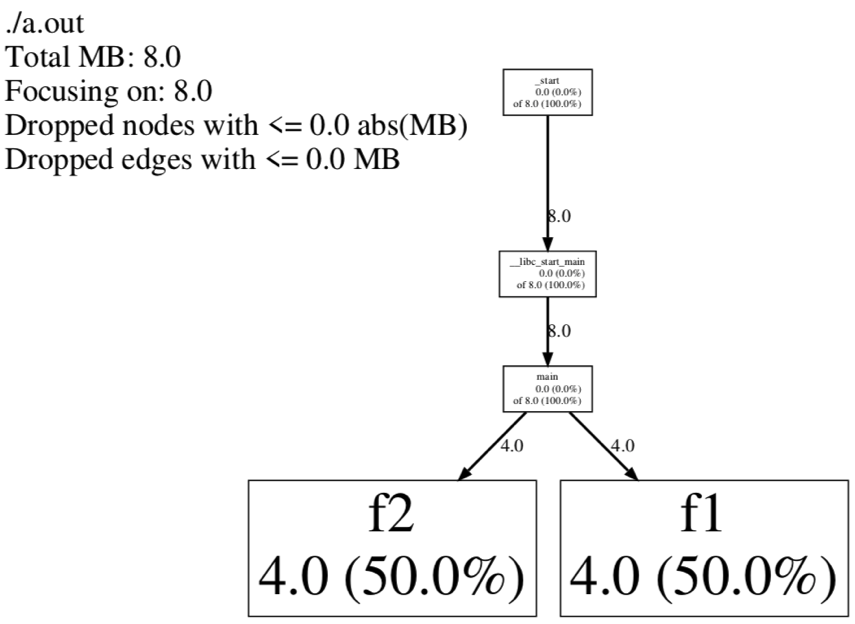 ./a.out
Total MB: 8.0
Focusing on: 8.0
Dropped nodes with <= 0.0 abs(MB)
Dropped edges with <= 0.0 MB
_start
0.0 (0.0%)
of 8.0 (100.0%)
8.0
__libc_start_main
0.0 (0.0%)
of 8.0 (100.0%)
8.0
main
0.0 (0.0%)
of 8.0 (100.0%)
4.0
4.0
f2
4.0 (50.0%)
f1
4.0 (50.0%)